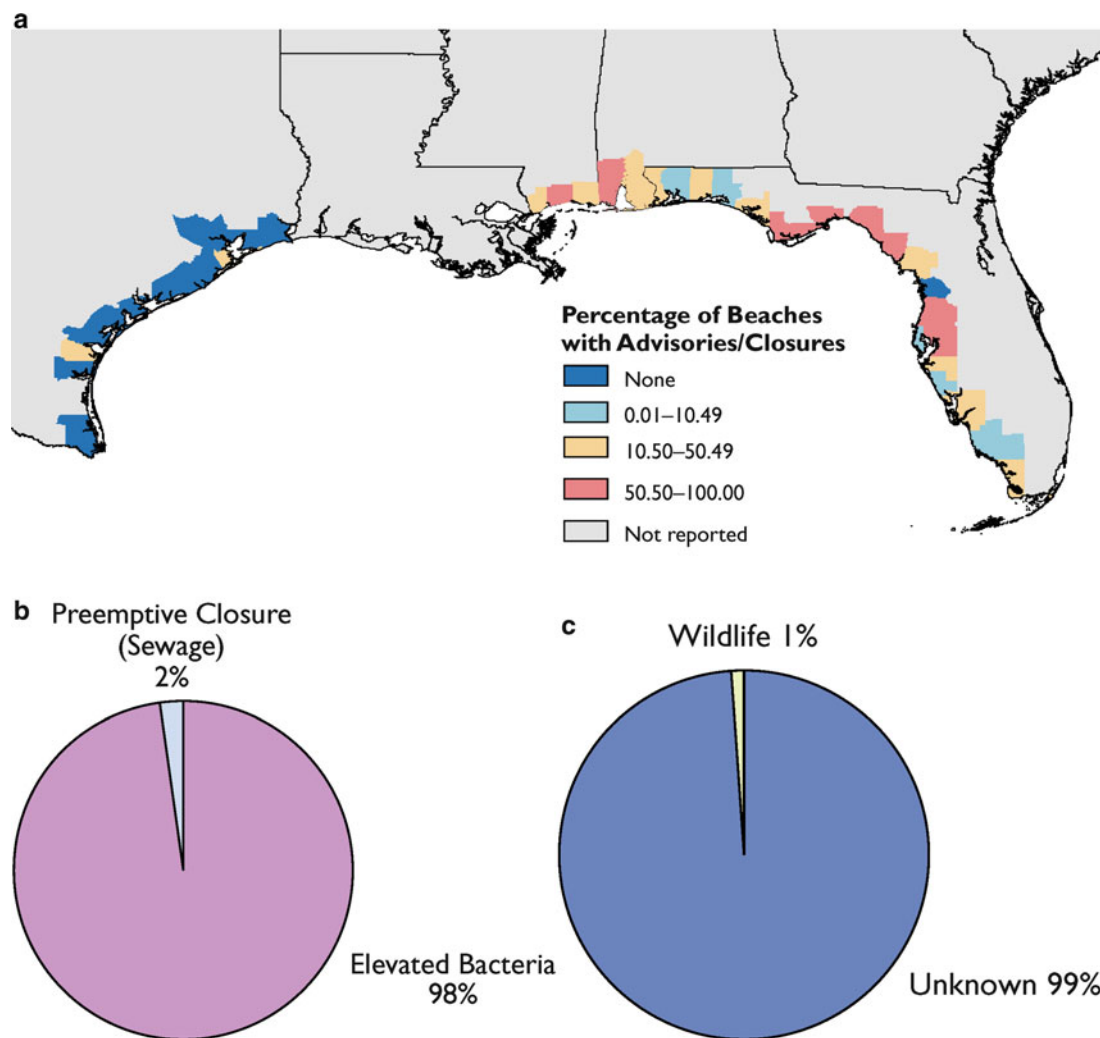 a
Percentage of Beaches
with Advisories/Closures
None
0.01–10.49
10.50–50.49
50.50–100.00
Not reported
b
Preemptive Closure
(Sewage)
2%
Elevated Bacteria
98%
c
Wildlife 1%
Unknown 99%